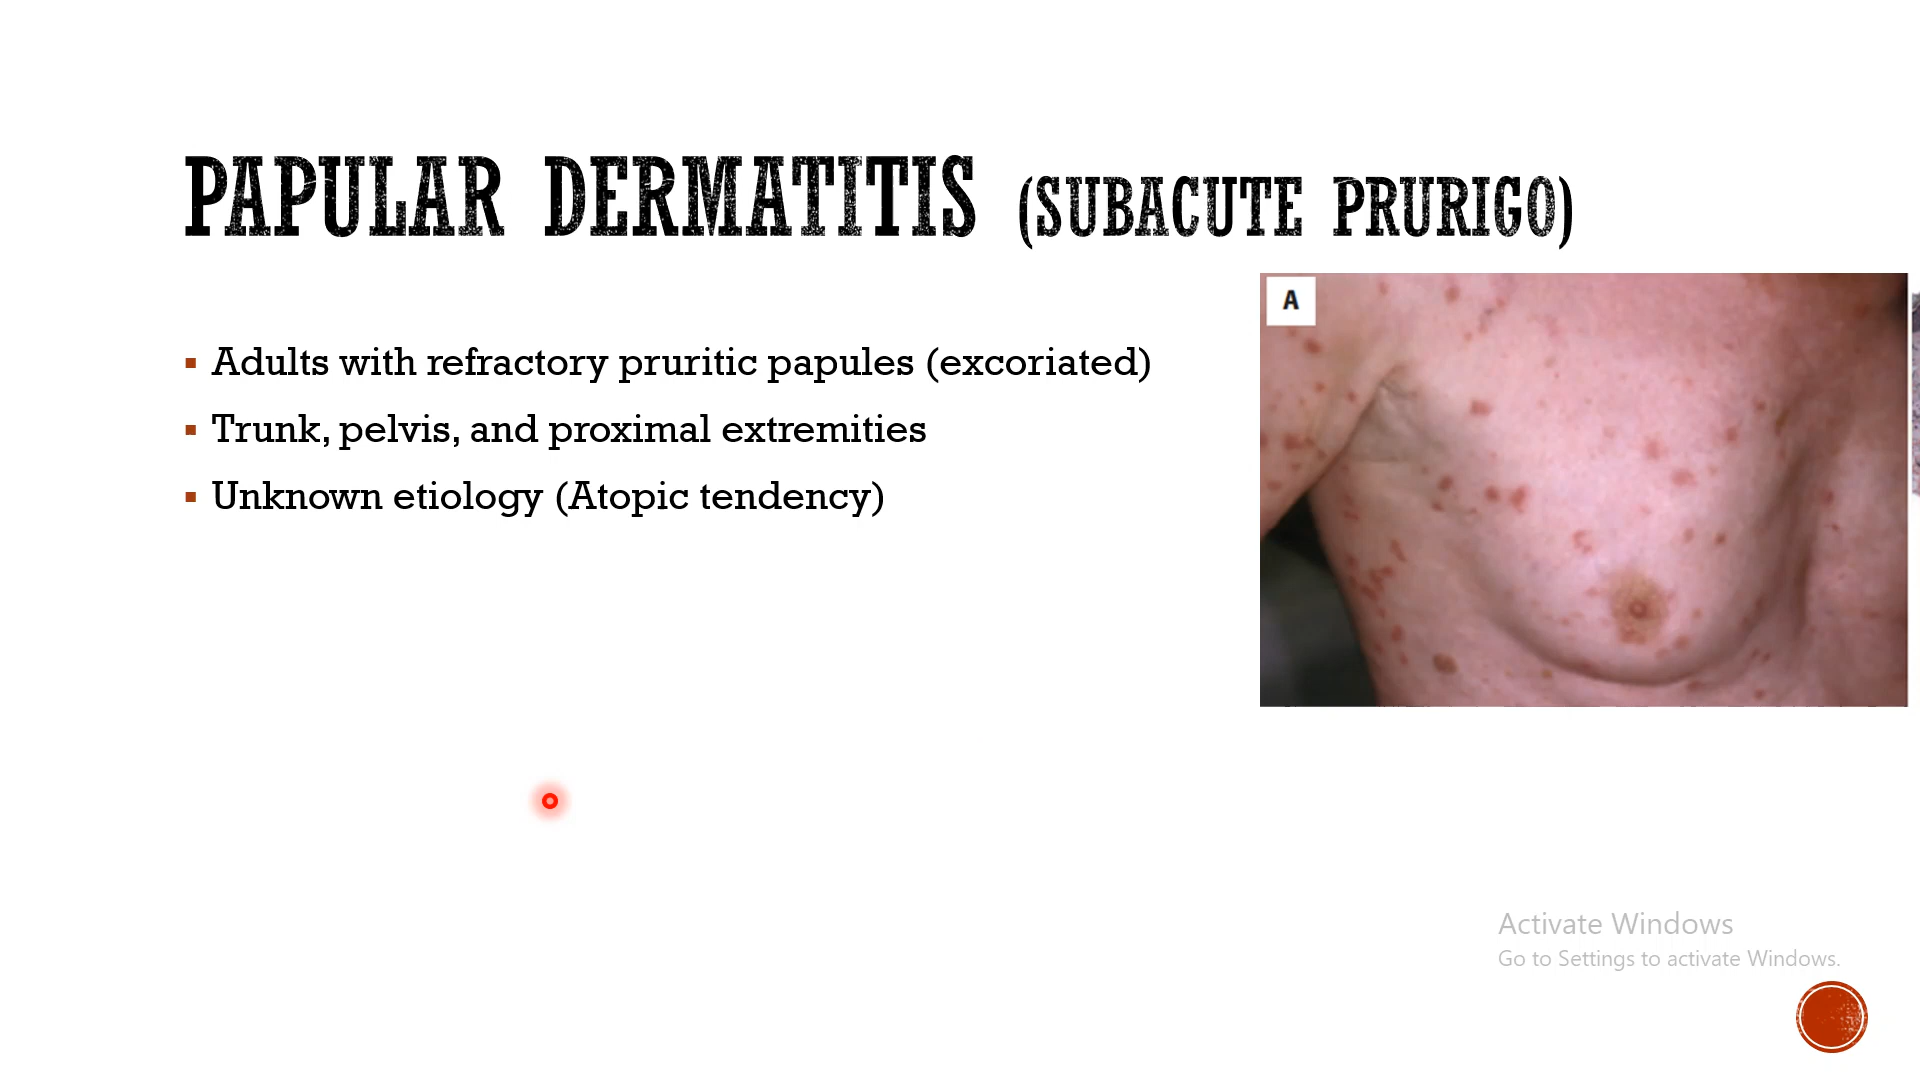 PAPULAR DERMATITIS (SUBACUTE PRURIGO)
A
▪ Adults with refractory pruritic papules (excoriated)
▪ Trunk, pelvis, and proximal extremities
▪ Unknown etiology (Atopic tendency)
Activate Windows
Go to Settings to activate Windows.